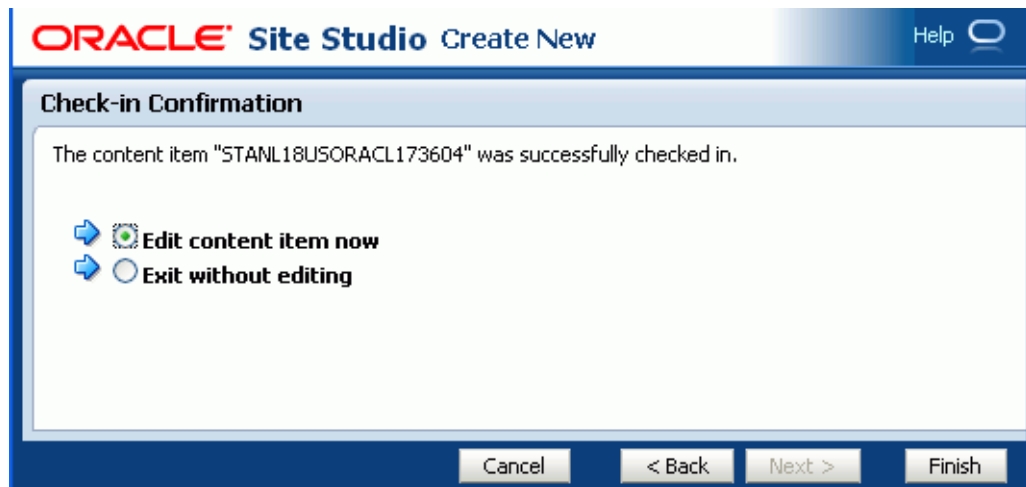 ORACLE Site Studio Create New Help
Check-in Confirmation
The content item "STANL18USORACL173604" was successfully checked in.
Edit content item now
Exit without editing
Cancel < Back Next > Finish